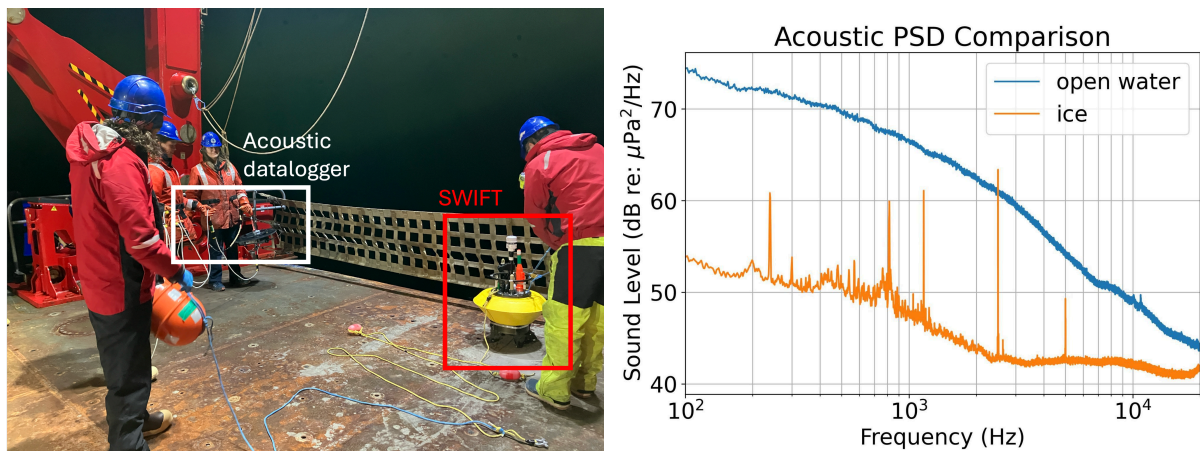 Acoustic
datalogger
SWIFT
Acoustic PSD Comparison
open water
ice
Sound Level (dB re: μPa²/Hz)
70
60
50
40
10² 10³ 10⁴
Frequency (Hz)